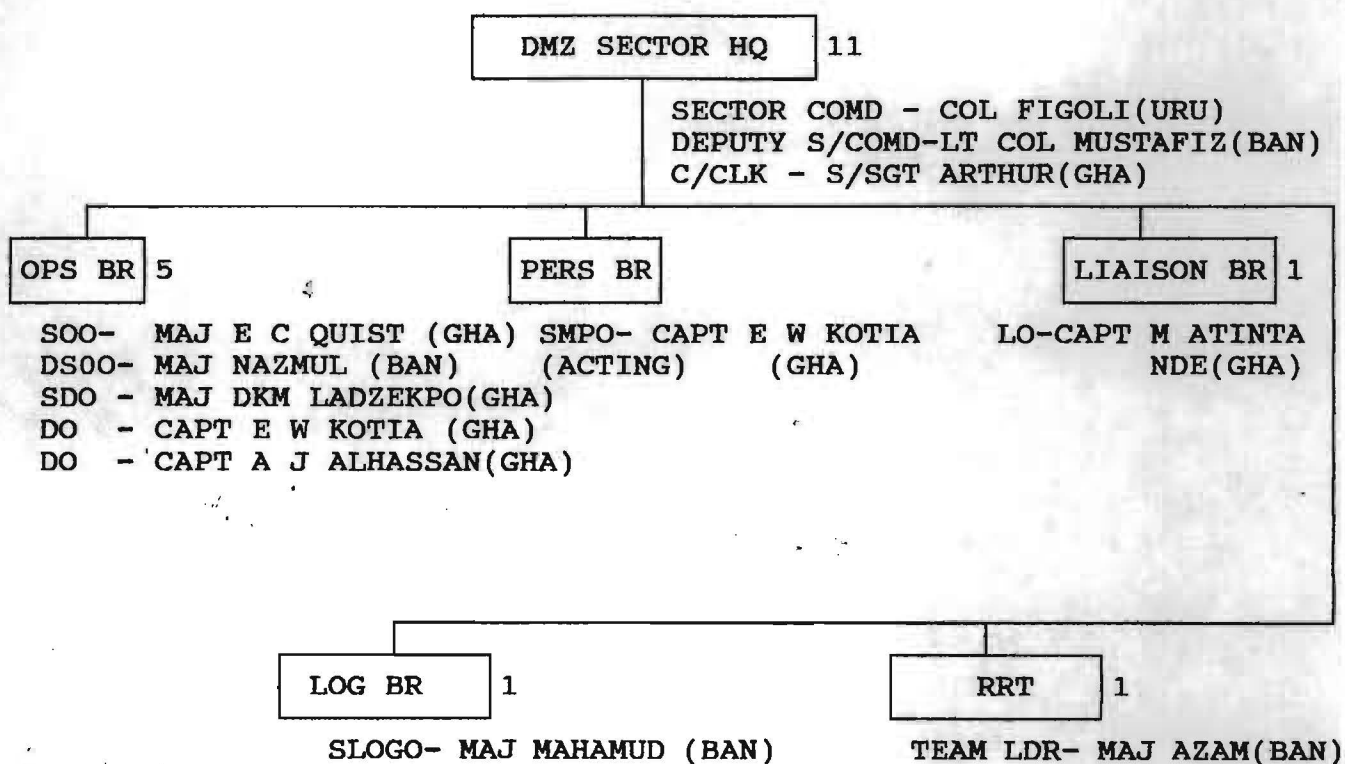 DMZ SECTOR HQ 11
SECTOR COMD - COL FIGOLI(URU)
DEPUTY S/COMD-LT COL MUSTAFIZ(BAN)
C/CLK - S/SGT ARTHUR(GHA)
OPS BR 5
SOO- MAJ E C QUIST (GHA)
DSOO- MAJ NAZMUL (BAN)
SDO - MAJ DKM LADZEKPO(GHA)
DO - CAPT E W KOTIA (GHA)
DO - CAPT A J ALHASSAN(GHA)
PERS BR
SMPO- CAPT E W KOTIA
(ACTING) (GHA)
LIAISON BR 1
LO-CAPT M ATINTA
NDE(GHA)
LOG BR 1
SLOGO- MAJ MAHAMUD (BAN)
RRT 1
TEAM LDR- MAJ AZAM(BAN)